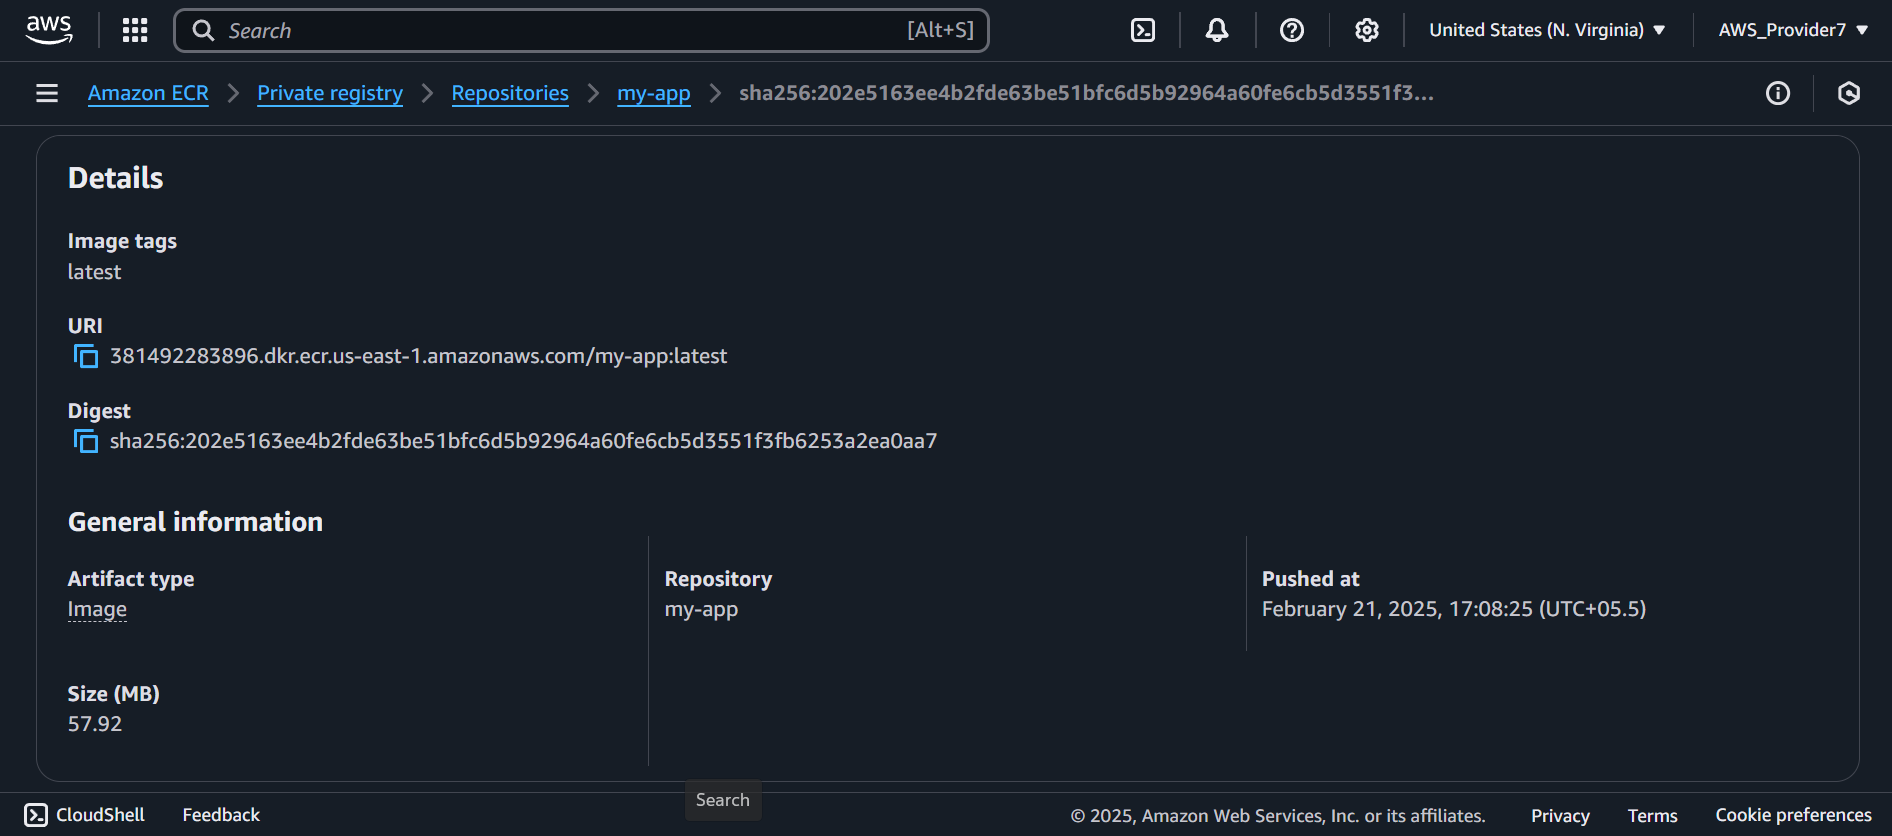 aws
Search [Alt+S]
United States (N. Virginia)
AWS_Provider7
Amazon ECR
Private registry
Repositories
my-app
sha256:202e5163ee4b2fde63be51bfc6d5b92964a60fe6cb5d3551f3...
Details
Image tags
latest
URI
381492283896.dkr.ecr.us-east-1.amazonaws.com/my-app:latest
Digest
sha256:202e5163ee4b2fde63be51bfc6d5b92964a60fe6cb5d3551f3fb6253a2ea0aa7
General information
Artifact type
Image
Repository
my-app
Pushed at
February 21, 2025, 17:08:25 (UTC+05.5)
Size (MB)
57.92
Search
CloudShell
Feedback
© 2025, Amazon Web Services, Inc. or its affiliates.
Privacy
Terms
Cookie preferences